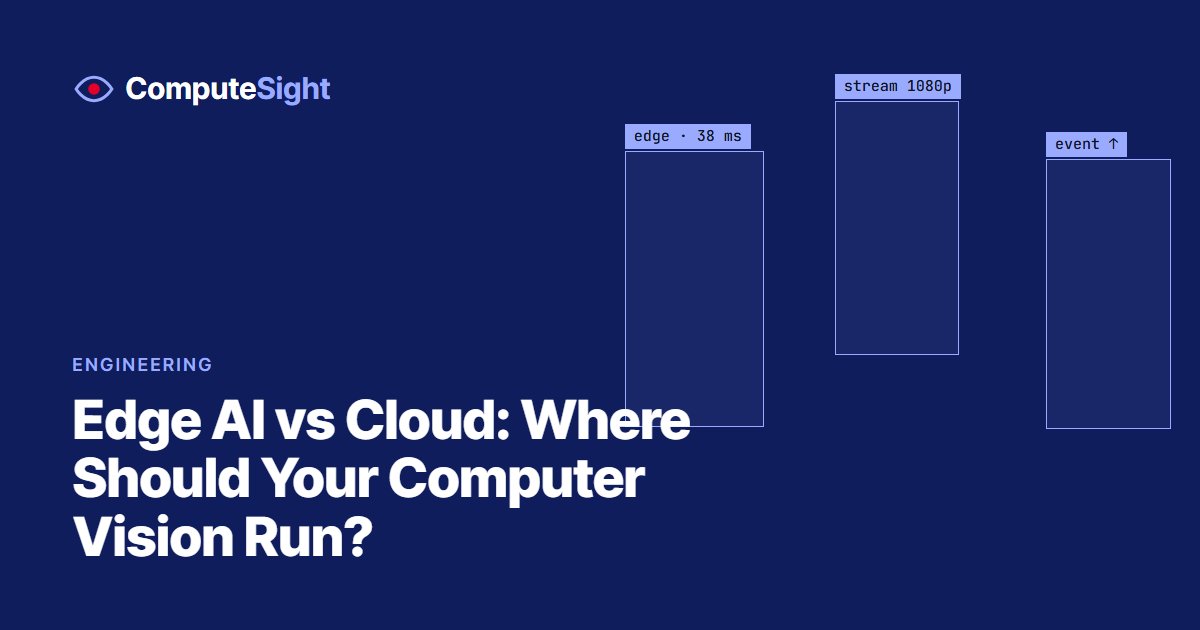 ComputeSight
stream 1080p
edge · 38 ms
event ↑
ENGINEERING
Edge AI vs Cloud: Where
Should Your Computer
Vision Run?